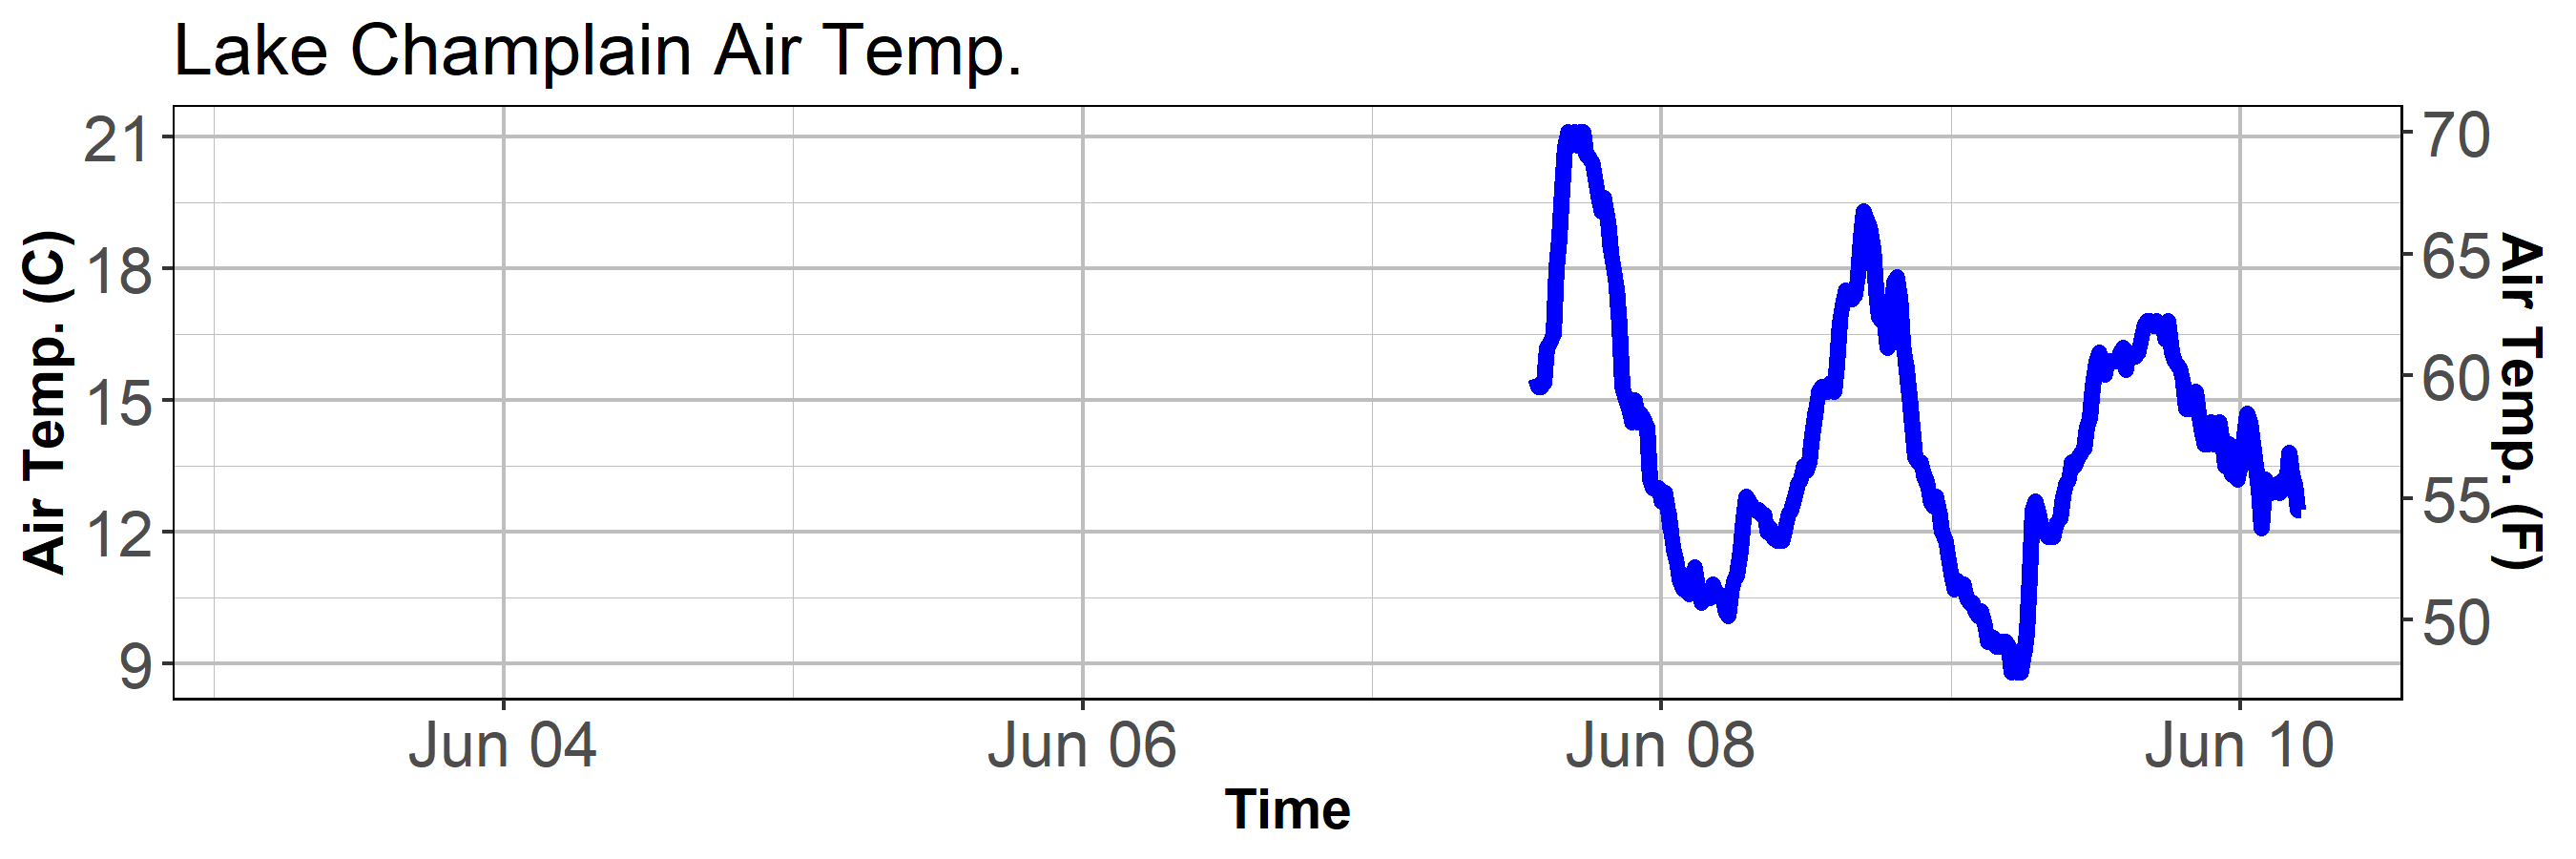 Lake Champlain Air Temp.
21
18
15
12
9
Air Temp. (C)
70
65
60
55
50
Air Temp. (F)
Jun 04
Jun 06
Jun 08
Jun 10
Time